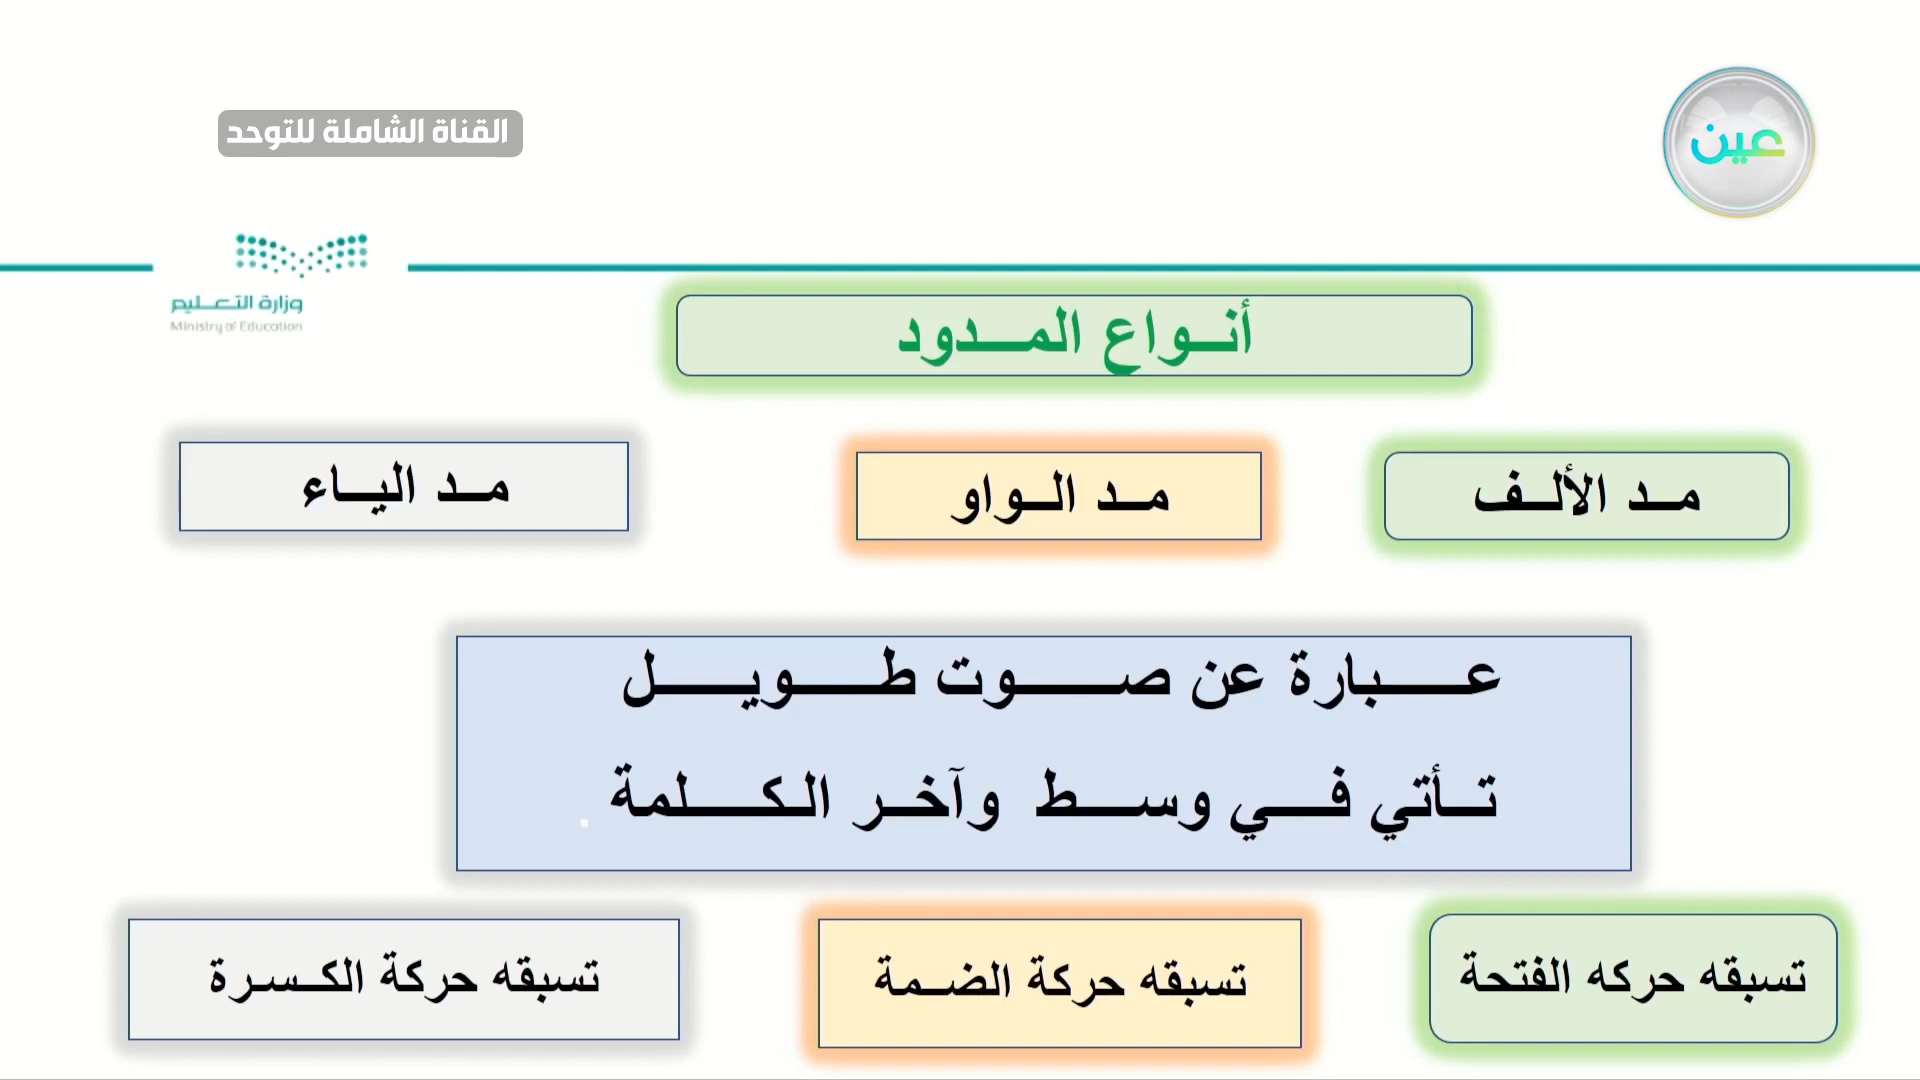 القناة الشاملة للتوحد
عين
وزارة التعليم
Ministry of Education
أنواع المدود
مد الألف
مد الواو
مد الياء
عبارة عن صوت طويل
تأتي في وسط وآخر الكلمة .
تسبقه حركه الفتحة
تسبقه حركة الضمة
تسبقه حركة الكسرة